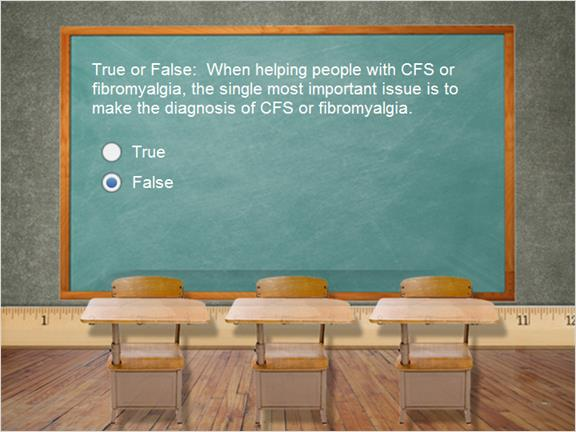 True or False:  When helping people with CFS or
fibromyalgia, the single most important issue is to
make the diagnosis of CFS or fibromyalgia.
True
False
1
11
12